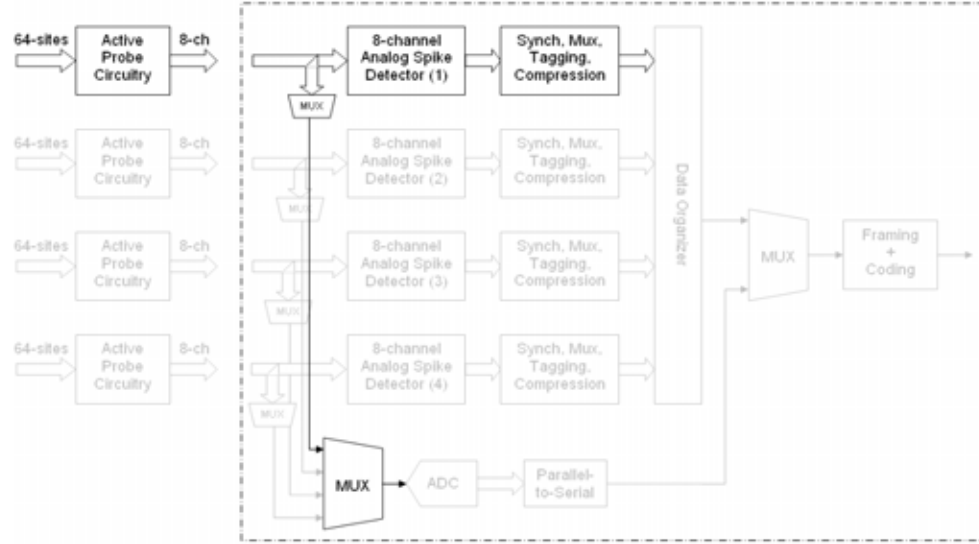 64-sites
Active
Probe
Circuitry
8-ch
8-channel
Analog Spike
Detector (1)
Synch, Mux,
Tagging,
Compression
MUX
64-sites
Active
Probe
Circuitry
8-ch
8-channel
Analog Spike
Detector (2)
Synch, Mux,
Tagging,
Compression
MUX
Data Organizer
MUX
Framing
+
Coding
64-sites
Active
Probe
Circuitry
8-ch
8-channel
Analog Spike
Detector (3)
Synch, Mux,
Tagging,
Compression
MUX
64-sites
Active
Probe
Circuitry
8-ch
8-channel
Analog Spike
Detector (4)
Synch, Mux,
Tagging,
Compression
MUX
MUX
ADC
Parallel-
to-Serial